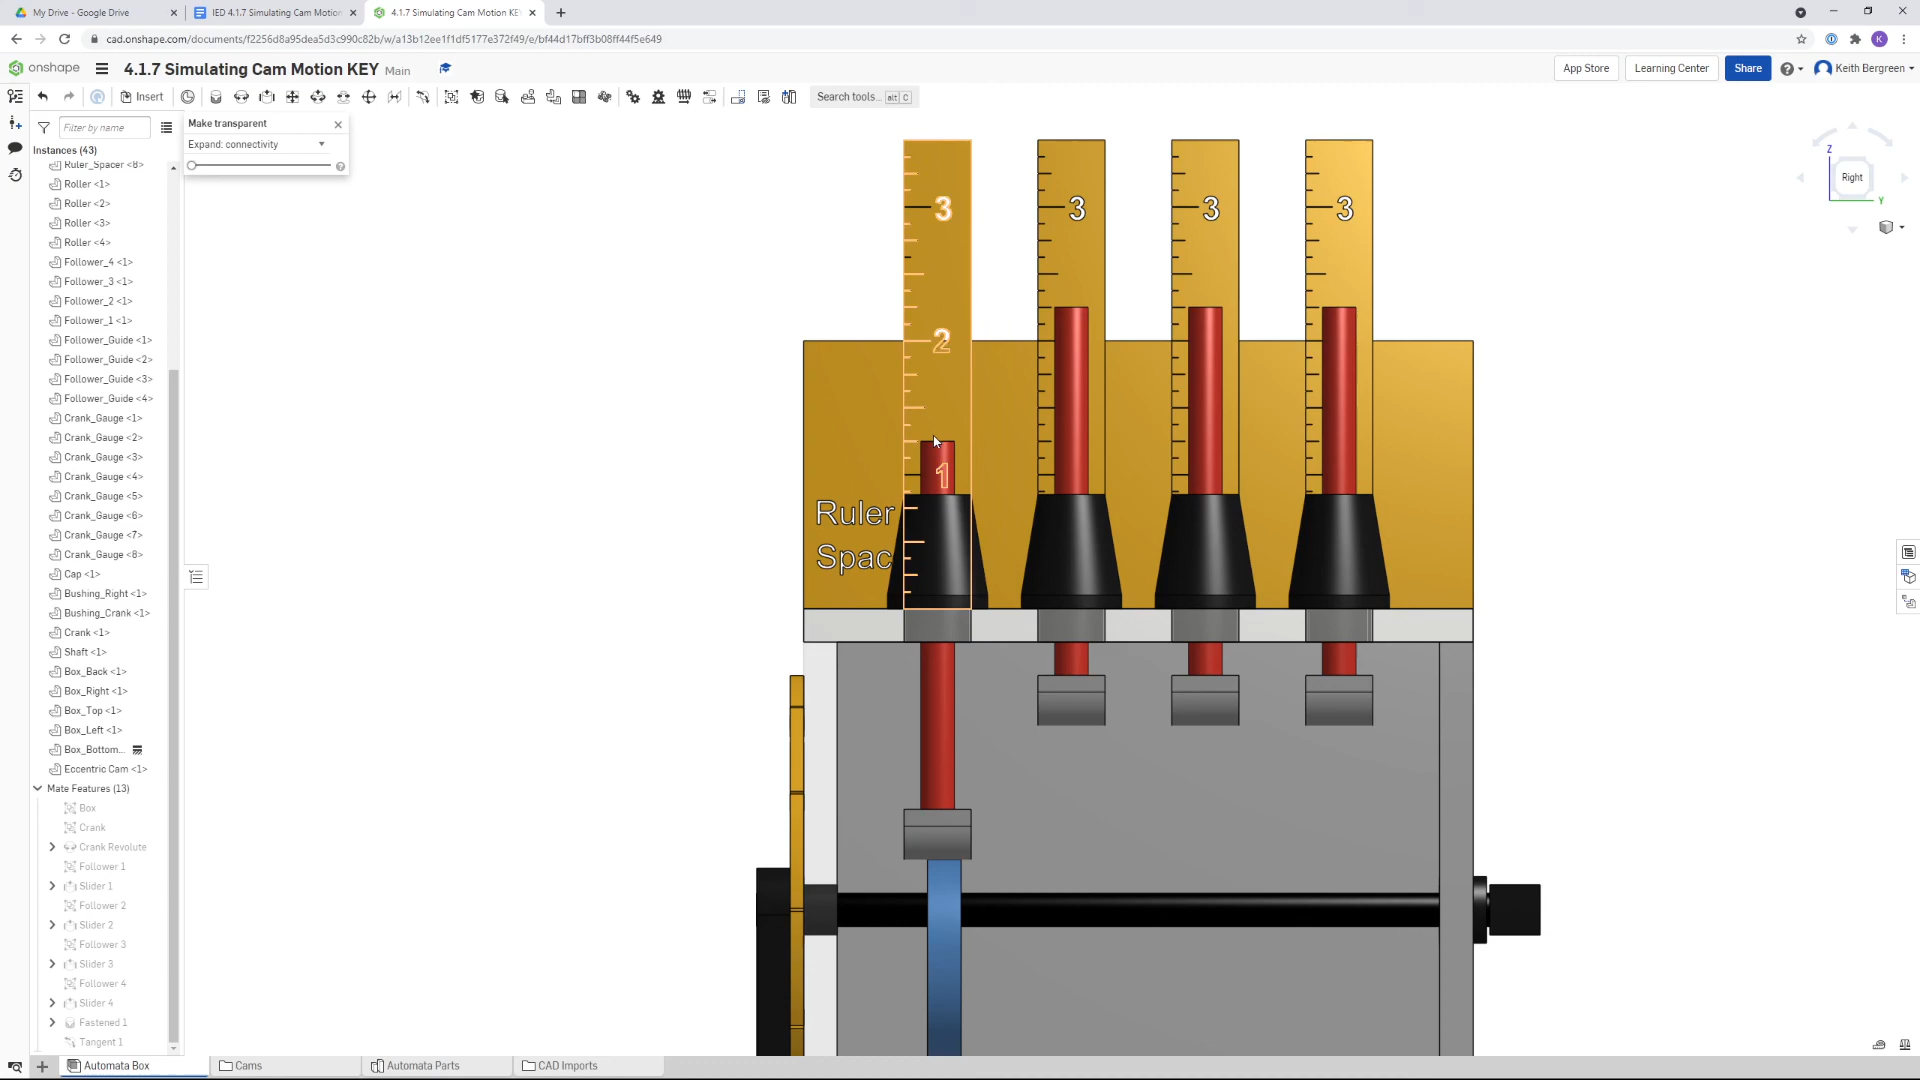 My Drive - Google Drive
IED 4.1.7 Simulating Cam Motion
4.1.7 Simulating Cam Motion KEY
cad.onshape.com/documents/f2256d8a95dea5d3c990c82b/w/a13b12ee1f1df5177e372f49/e/bf44d17bff3b08ff44f5e649
K
onshape
4.1.7 Simulating Cam Motion KEY Main
App Store
Learning Center
Share
Keith Bergreen
Insert
Search tools... alt C
Filter by name
Instances (43)
Ruler_Spacer <8>
Roller <1>
Roller <2>
Roller <3>
Roller <4>
Follower_4 <1>
Follower_3 <1>
Follower_2 <1>
Follower_1 <1>
Follower_Guide <1>
Follower_Guide <2>
Follower_Guide <3>
Follower_Guide <4>
Crank_Gauge <1>
Crank_Gauge <2>
Crank_Gauge <3>
Crank_Gauge <4>
Crank_Gauge <5>
Crank_Gauge <6>
Crank_Gauge <7>
Crank_Gauge <8>
Cap <1>
Bushing_Right <1>
Bushing_Crank <1>
Crank <1>
Shaft <1>
Box_Back <1>
Box_Right <1>
Box_Top <1>
Box_Left <1>
Box_Bottom...
Eccentric Cam <1>
Mate Features (13)
Box
Crank
Crank Revolute
Follower 1
Slider 1
Follower 2
Slider 2
Follower 3
Slider 3
Follower 4
Slider 4
Fastened 1
Tangent 1
Make transparent
Expand: connectivity
3
3
3
3
2
1
Ruler
Spac
Z
Right
Y
Automata Box
Cams
Automata Parts
CAD Imports